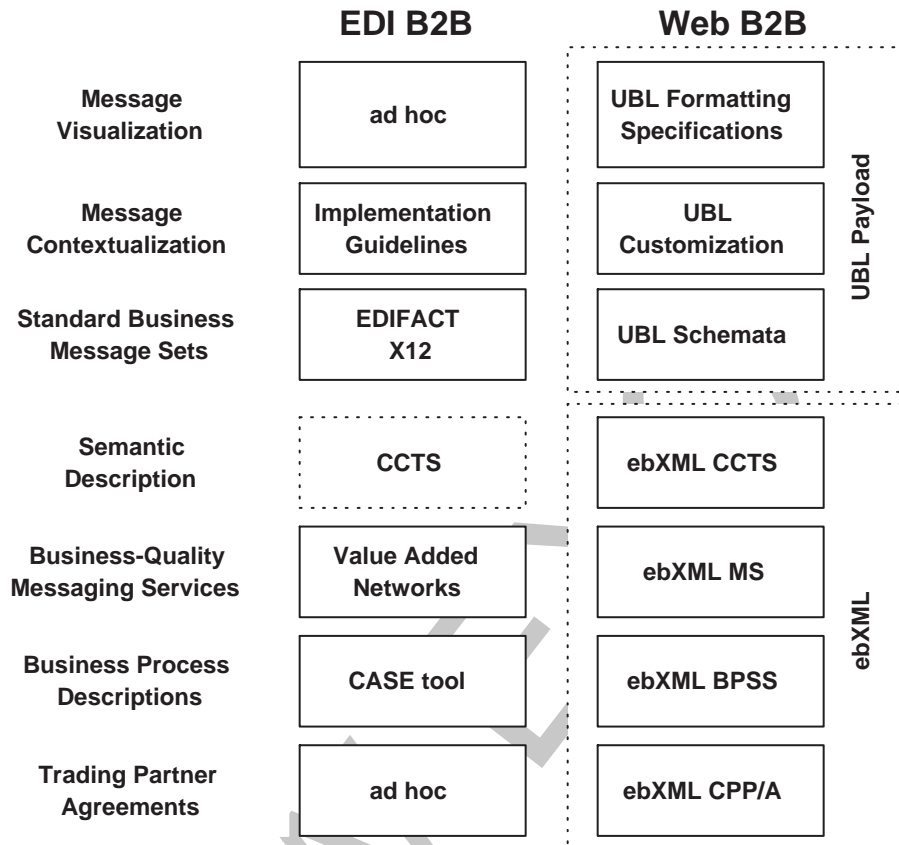 EDI B2B
Web B2B
Message
Visualization
ad hoc
UBL Formatting
Specifications
Message
Contextualization
Implementation
Guidelines
UBL
Customization
Standard Business
Message Sets
EDIFACT
X12
UBL Schemata
UBL Payload
Semantic
Description
CCTS
ebXML CCTS
Business-Quality
Messaging Services
Value Added
Networks
ebXML MS
Business Process
Descriptions
CASE tool
ebXML BPSS
Trading Partner
Agreements
ad hoc
ebXML CPP/A
ebXML